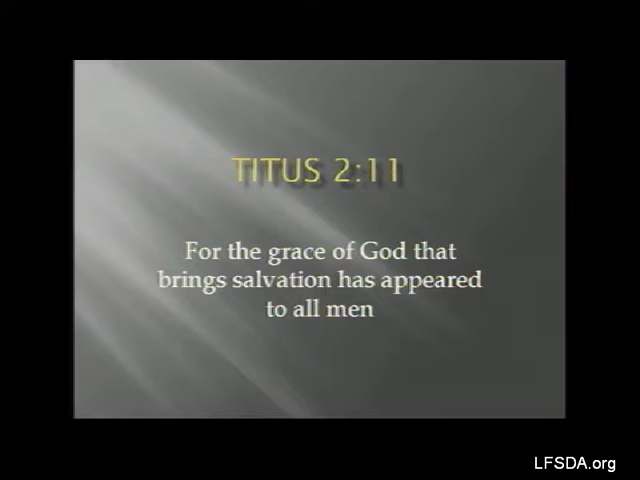 TITUS 2:11
For the grace of God that
brings salvation has appeared
to all men
LFSDA.org